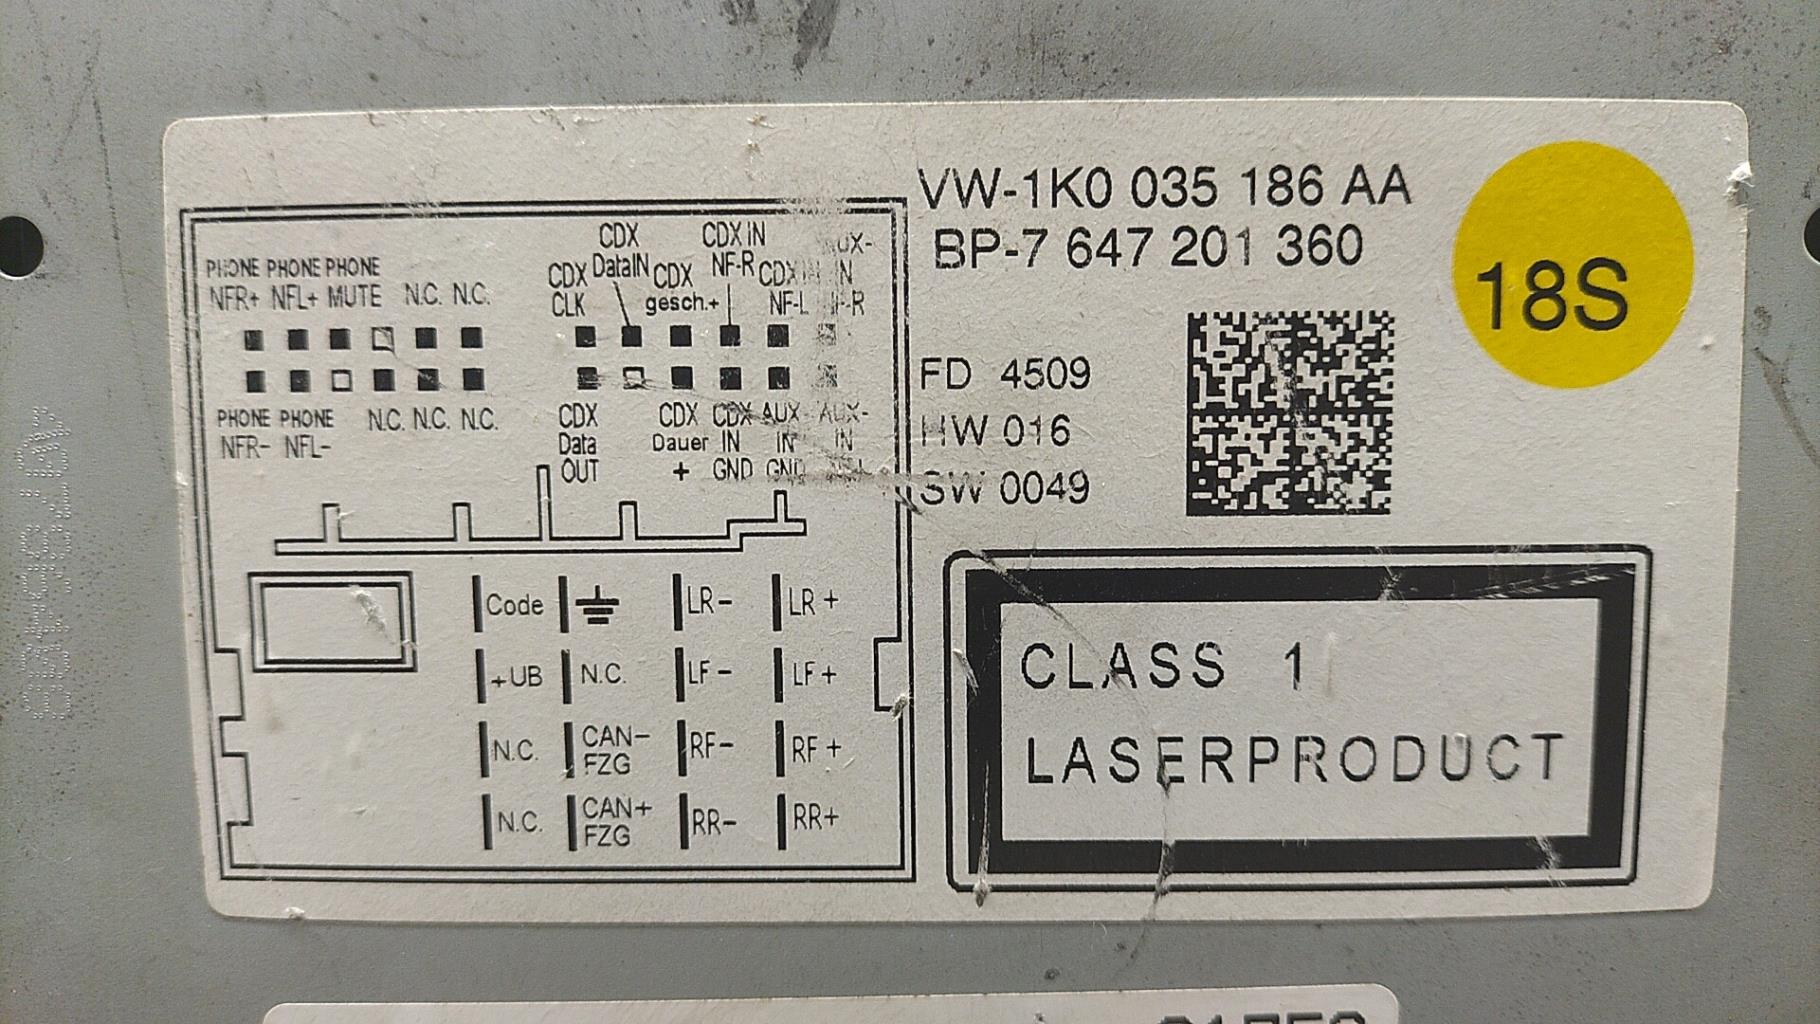 VW-1K0 035 186 AA
BP-7 647 201 360
18S
FD 4509
HW 016
SW 0049
CLASS 1
LASERPRODUCT
PHONE PHONE PHONE
NFR+ NFL+ MUTE N.C. N.C.
CDX CDX IN AUX-
CDX DataIN CDX NF-R CDX IN IN
CLK gesch.+ NF-L
PHONE PHONE N.C. N.C. N.C.
NFR- NFL-
CDX CDX CDX AUX- AUX-
Data Dauer IN IN IN
OUT + GND GND
Code LR- LR+
+UB N.C. LF- LF+
N.C. CAN- RF- RF+
FZG
N.C. CAN+ RR- RR+
FZG